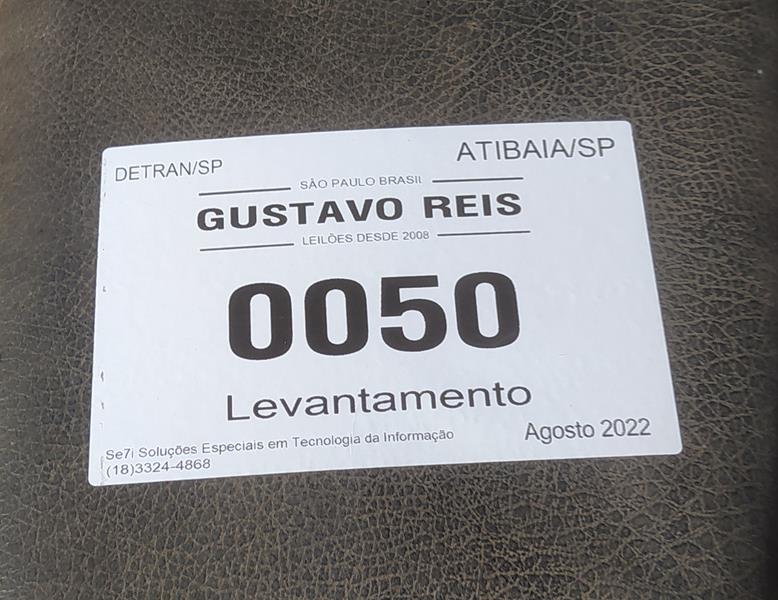 DETRAN/SP
ATIBAIA/SP
SÃO PAULO BRASIL
GUSTAVO REIS
LEILÕES DESDE 2008
0050
Levantamento
Se7i Soluções Especiais em Tecnologia da Informação
(18)3324-4868
Agosto 2022